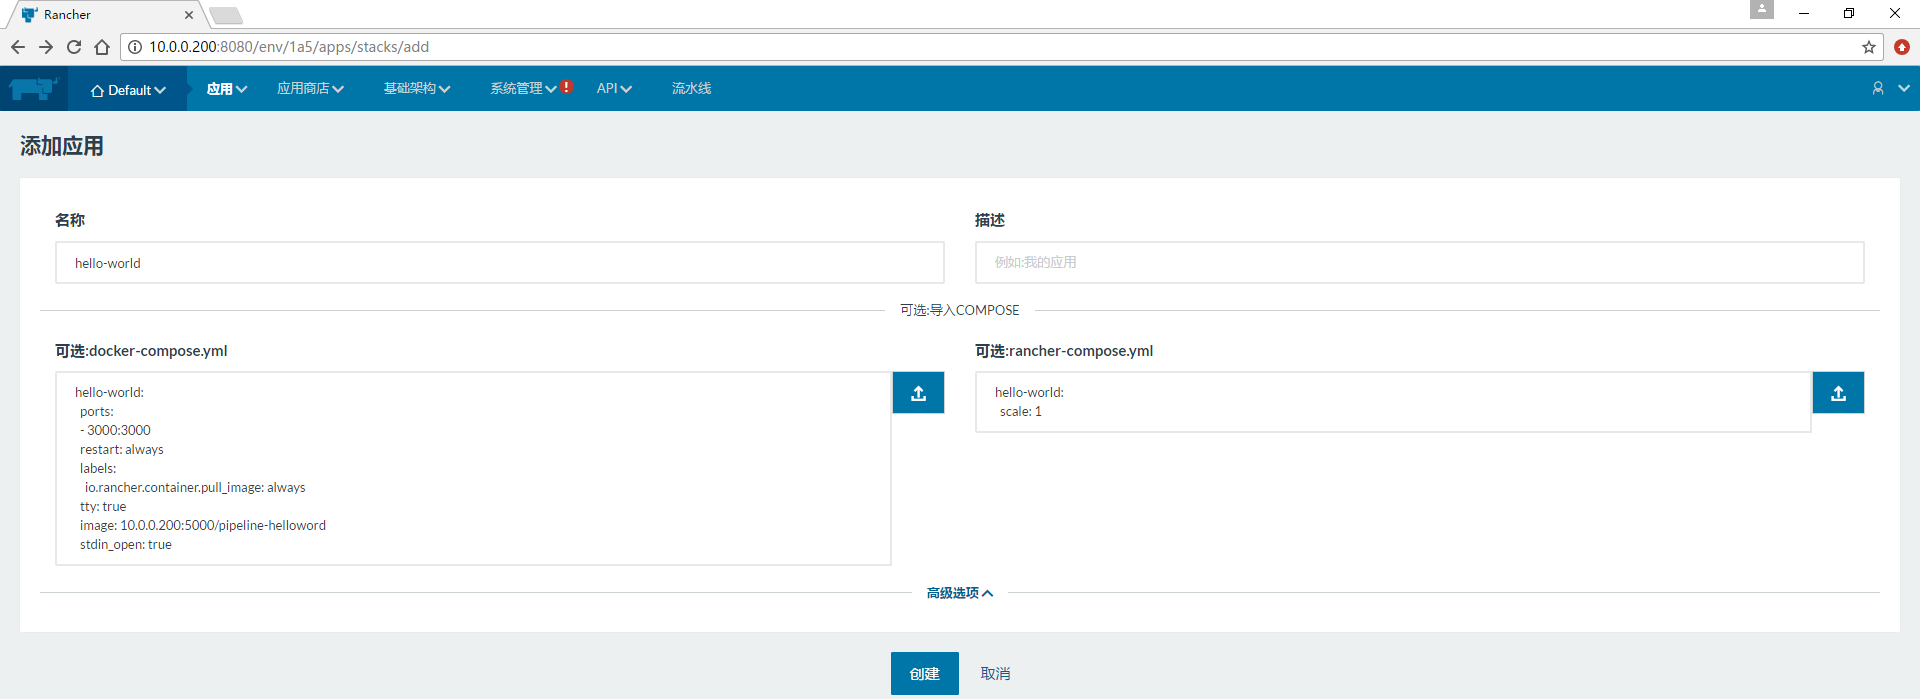 Rancher
10.0.0.200:8080/env/1a5/apps/stacks/add
Default 应用 应用商店 基础架构 系统管理 ! API 流水线
添加应用
名称
描述
hello-world
例如:我的应用
可选:导入COMPOSE
可选:docker-compose.yml
hello-world:
  ports:
  - 3000:3000
  restart: always
  labels:
    io.rancher.container.pull_image: always
  tty: true
  image: 10.0.0.200:5000/pipeline-helloword
  stdin_open: true
可选:rancher-compose.yml
hello-world:
  scale: 1
高级选项
创建 取消